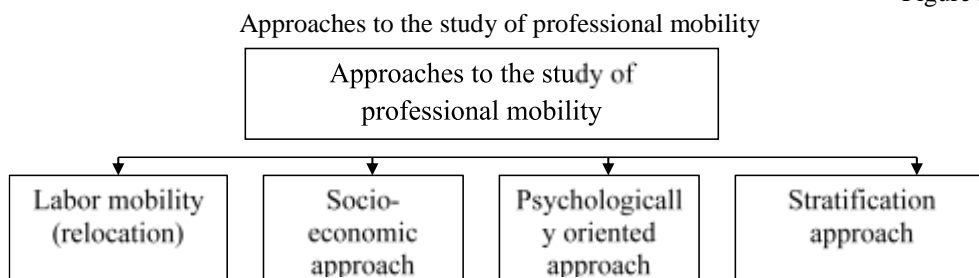 Figure
Approaches to the study of professional mobility
Approaches to the study of
professional mobility
Labor mobility
(relocation)
Socio-
economic
approach
Psychologicall
y oriented
approach
Stratification
approach